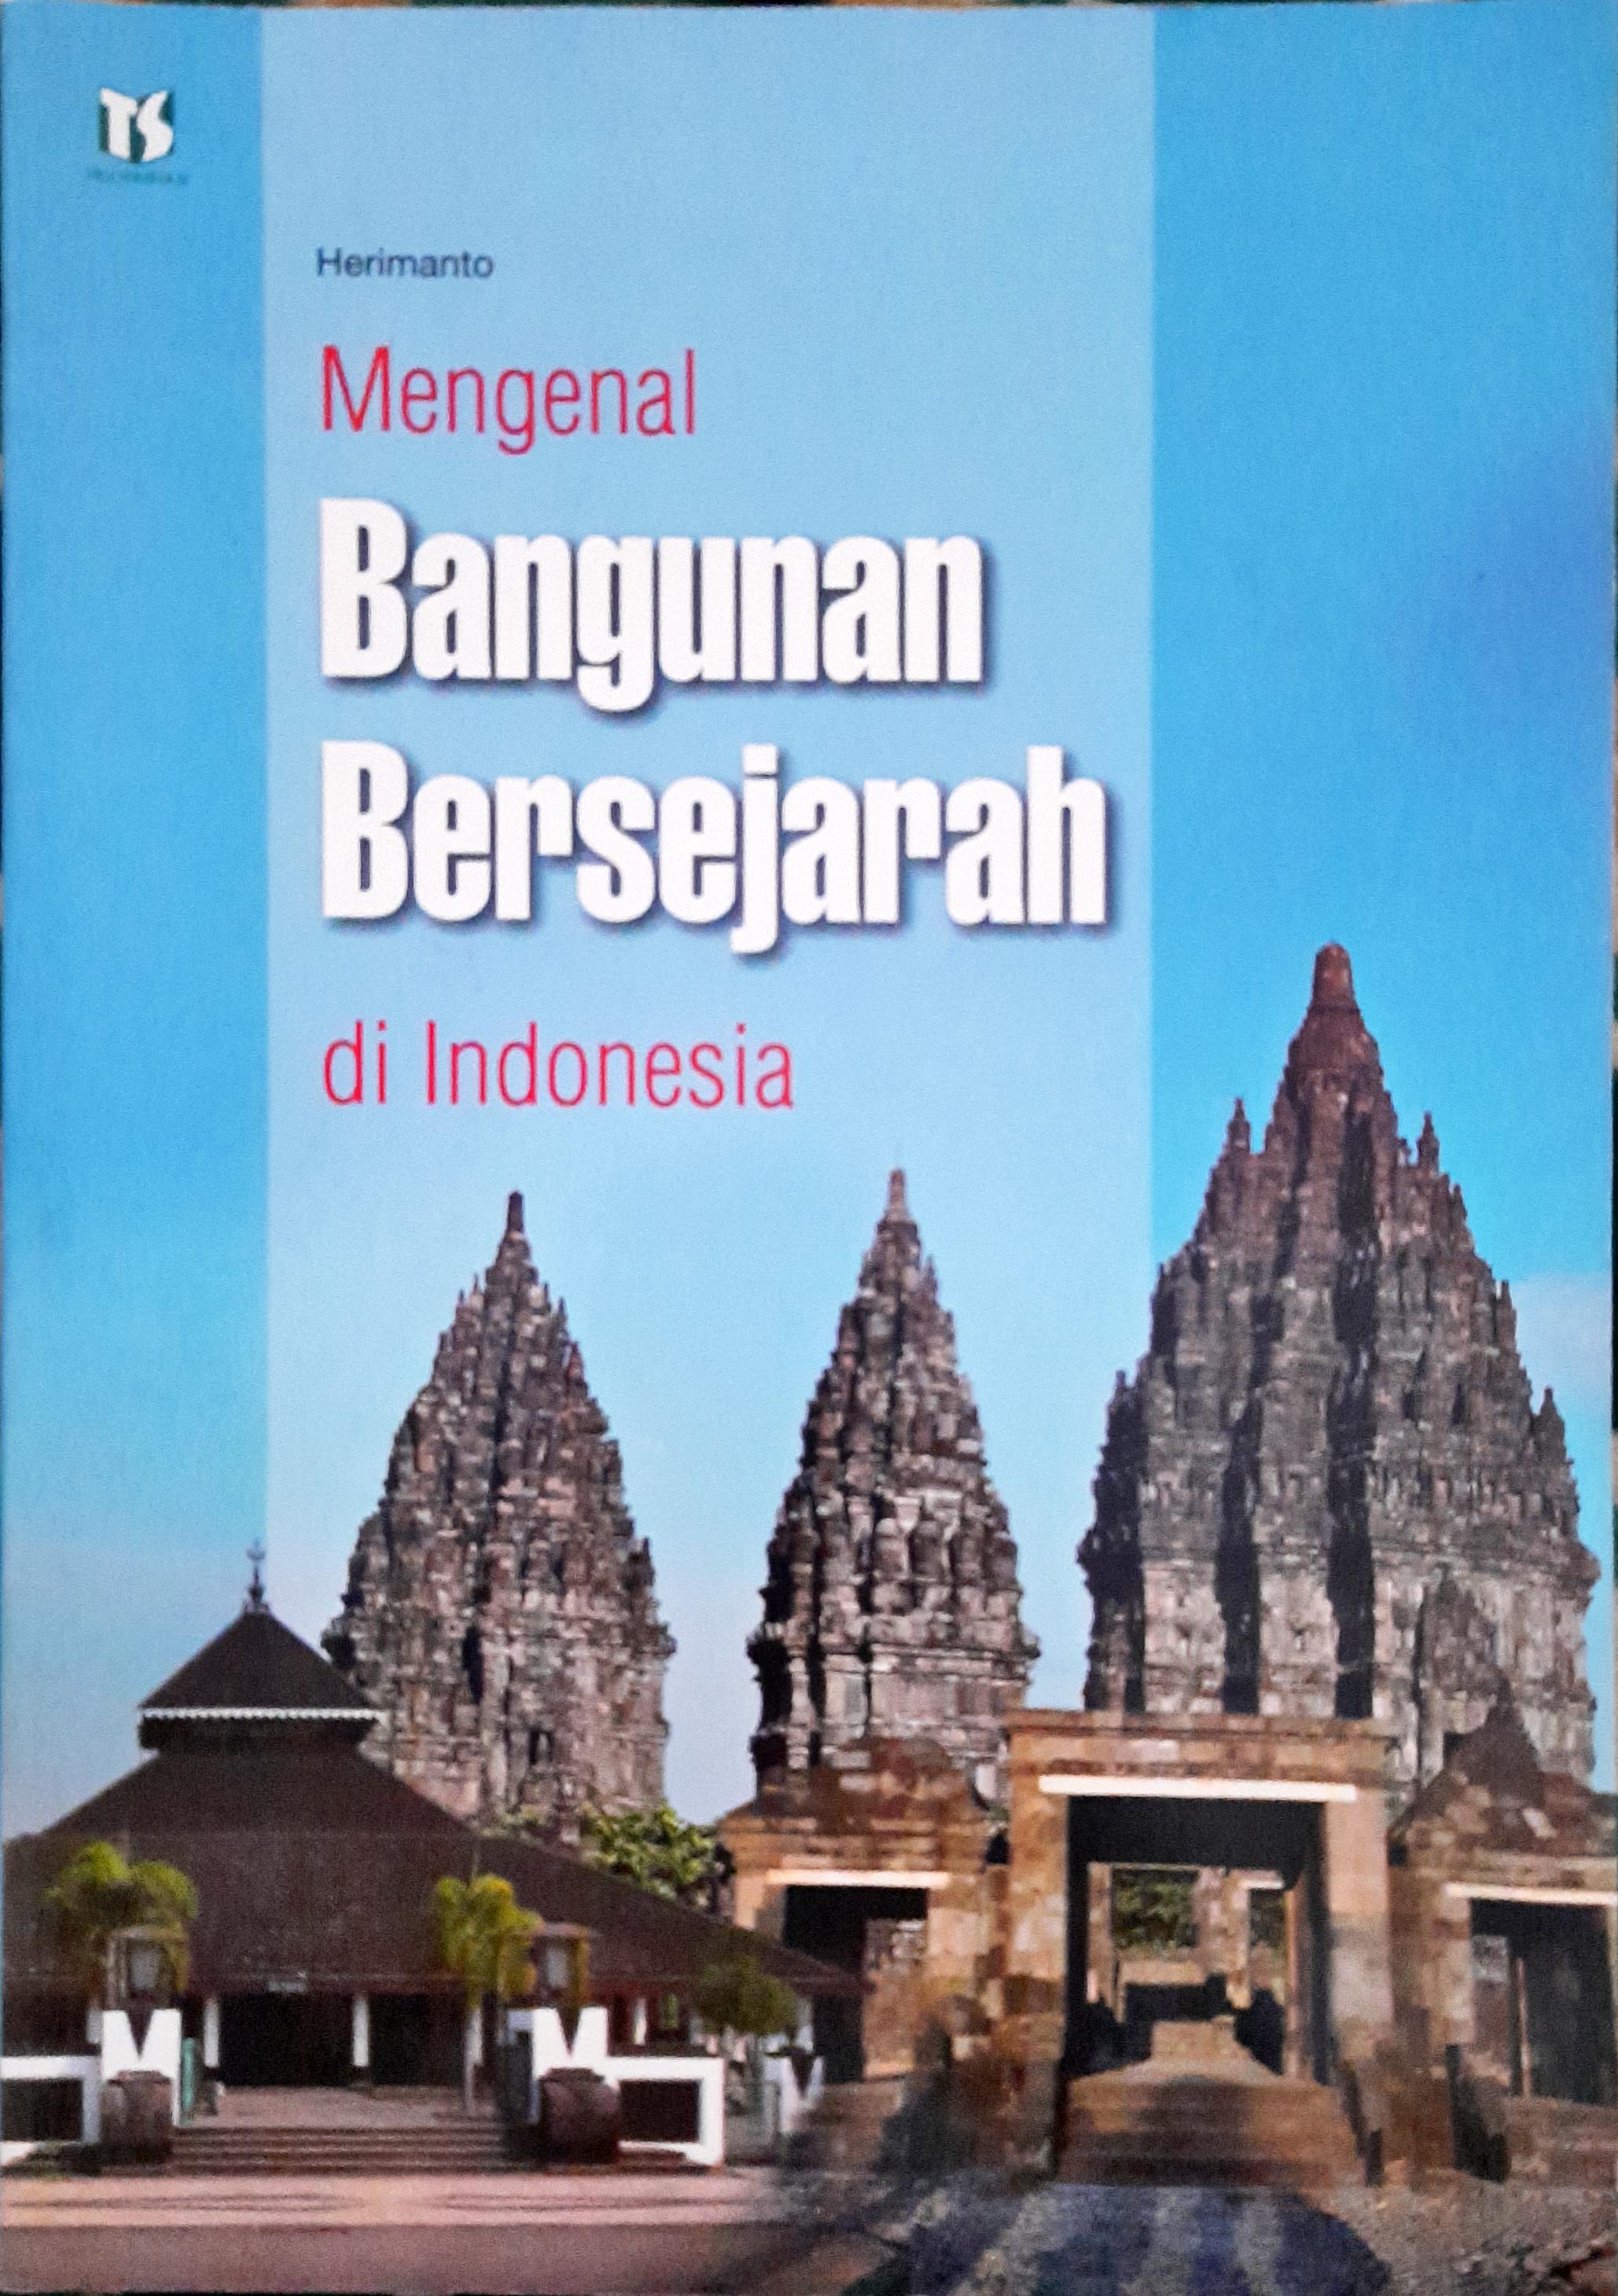 TS
Herimanto
Mengenal
Bangunan
Bersejarah
di Indonesia